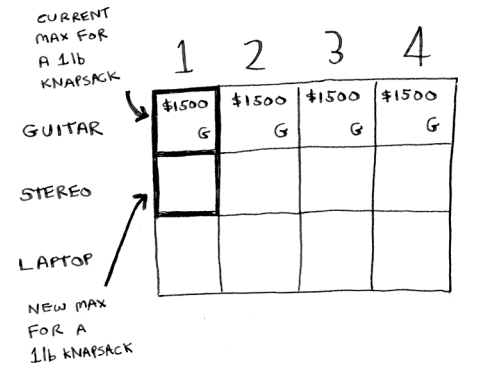 CURRENT
MAX FOR
A 1lb
KNAPSACK
1 2 3 4
GUITAR
$1500 $1500 $1500 $1500
G G G G
STEREO
LAPTOP
NEW MAX
FOR A
1lb KNAPSACK